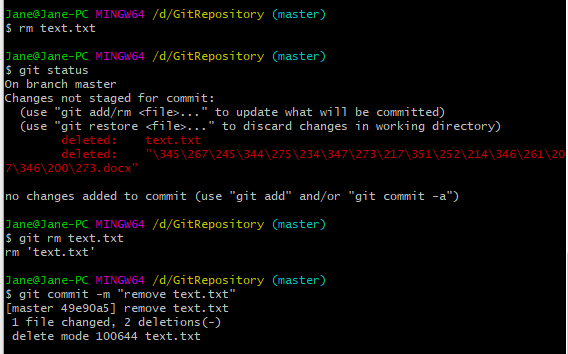 Jane@Jane-PC MINGW64 /d/GitRepository (master)
$ rm text.txt
Jane@Jane-PC MINGW64 /d/GitRepository (master)
$ git status
On branch master
Changes not staged for commit:
  (use "git add/rm <file>..." to update what will be committed)
  (use "git restore <file>..." to discard changes in working directory)
        deleted:    text.txt
        deleted:    "\345\267\245\344\275\234\347\273\217\351\252\214\346\261\20
7\346\200\273.docx"
no changes added to commit (use "git add" and/or "git commit -a")
Jane@Jane-PC MINGW64 /d/GitRepository (master)
$ git rm text.txt
rm 'text.txt'
Jane@Jane-PC MINGW64 /d/GitRepository (master)
$ git commit -m "remove text.txt"
[master 49e90a5] remove text.txt
 1 file changed, 2 deletions(-)
 delete mode 100644 text.txt